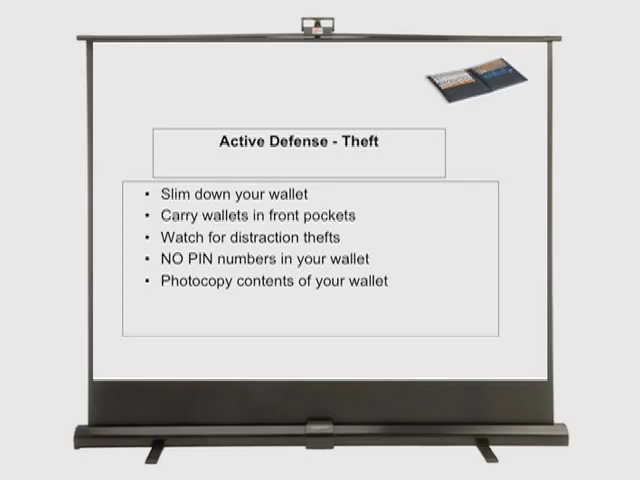 Active Defense - Theft
• Slim down your wallet
• Carry wallets in front pockets
• Watch for distraction thefts
• NO PIN numbers in your wallet
• Photocopy contents of your wallet